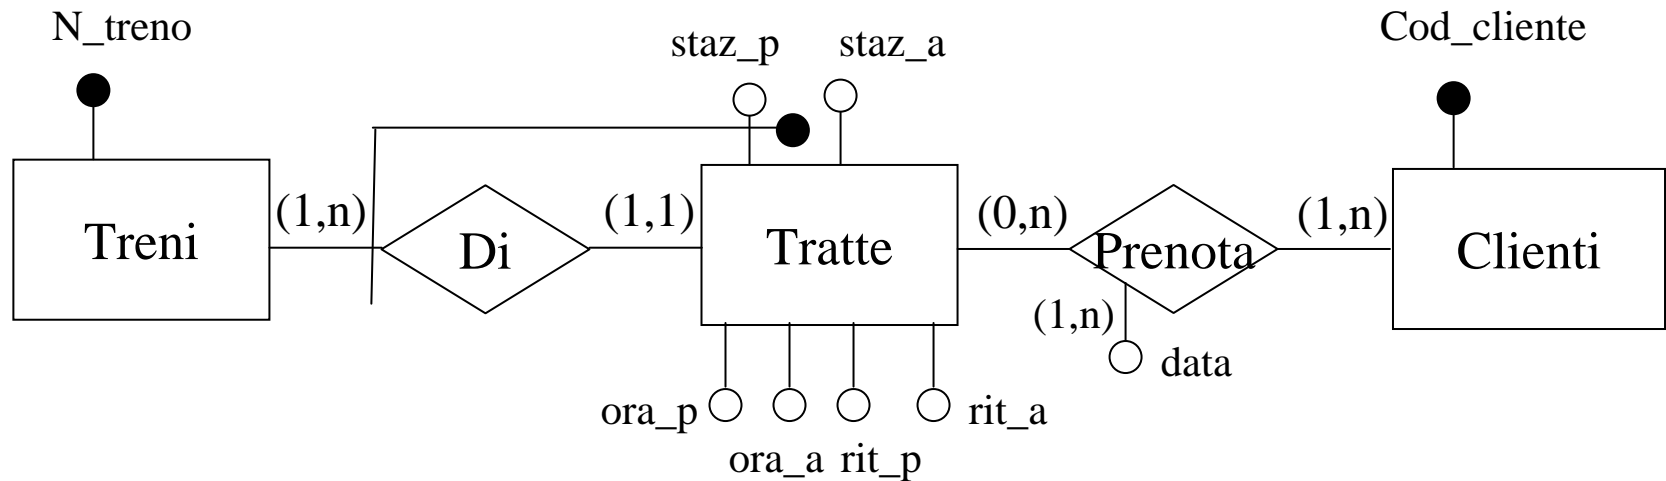 N_treno
staz_p staz_a
Cod_cliente
(1,n) (1,1) (0,n) (1,n)
Treni Di Tratte Prenota Clienti
(1,n)
data
ora_p rit_a
ora_a rit_p